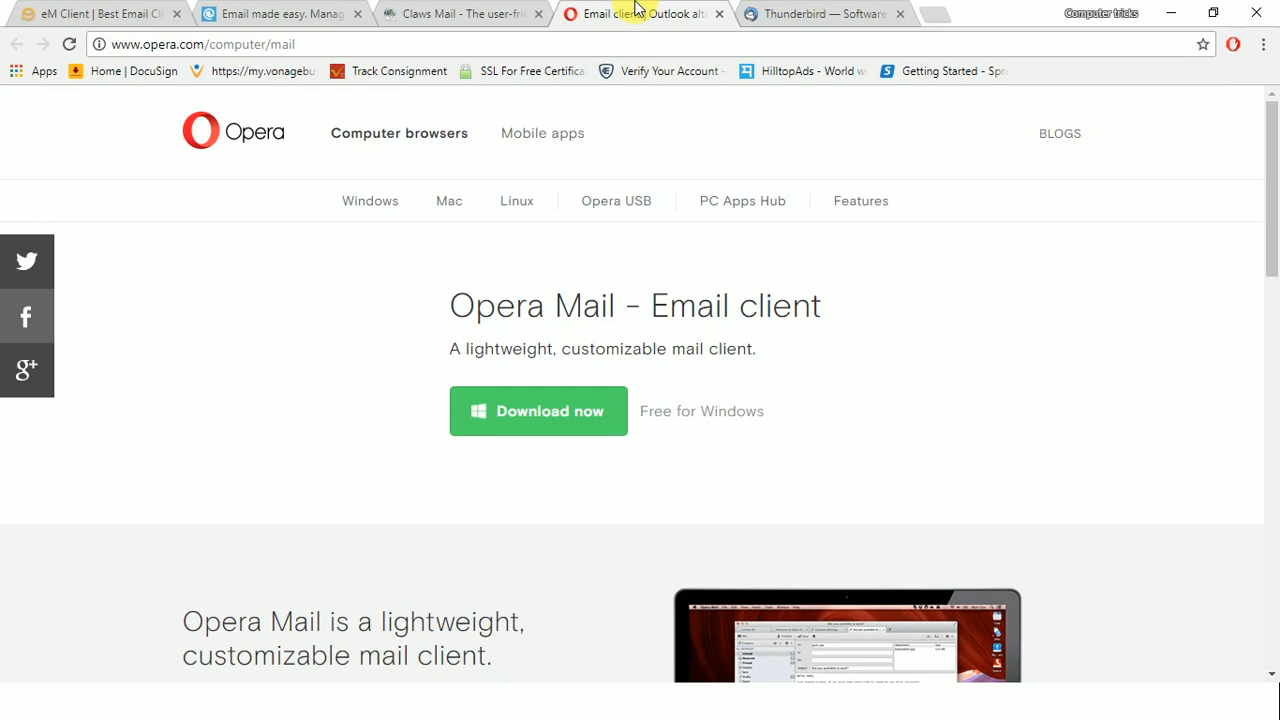 eM Client | Best Email Cli
Email made easy. Manag
Claws Mail - The user-fri
Email client Outlook alt
Thunderbird — Software
Computer tricks
www.opera.com/computer/mail
Apps
Home | DocuSign
https://my.vonagebu
Track Consignment
SSL For Free Certifica
Verify Your Account -
HilltopAds - World w
Getting Started - Spr
Opera
Computer browsers
Mobile apps
BLOGS
Windows
Mac
Linux
Opera USB
PC Apps Hub
Features
Opera Mail - Email client
A lightweight, customizable mail client.
Download now
Free for Windows
Opera Mail is a lightweight
customizable mail client.